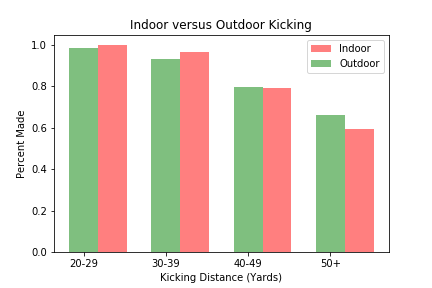 Indoor versus Outdoor Kicking
Indoor
Outdoor
Percent Made
1.0
0.8
0.6
0.4
0.2
0.0
20-29 30-39 40-49 50+
Kicking Distance (Yards)